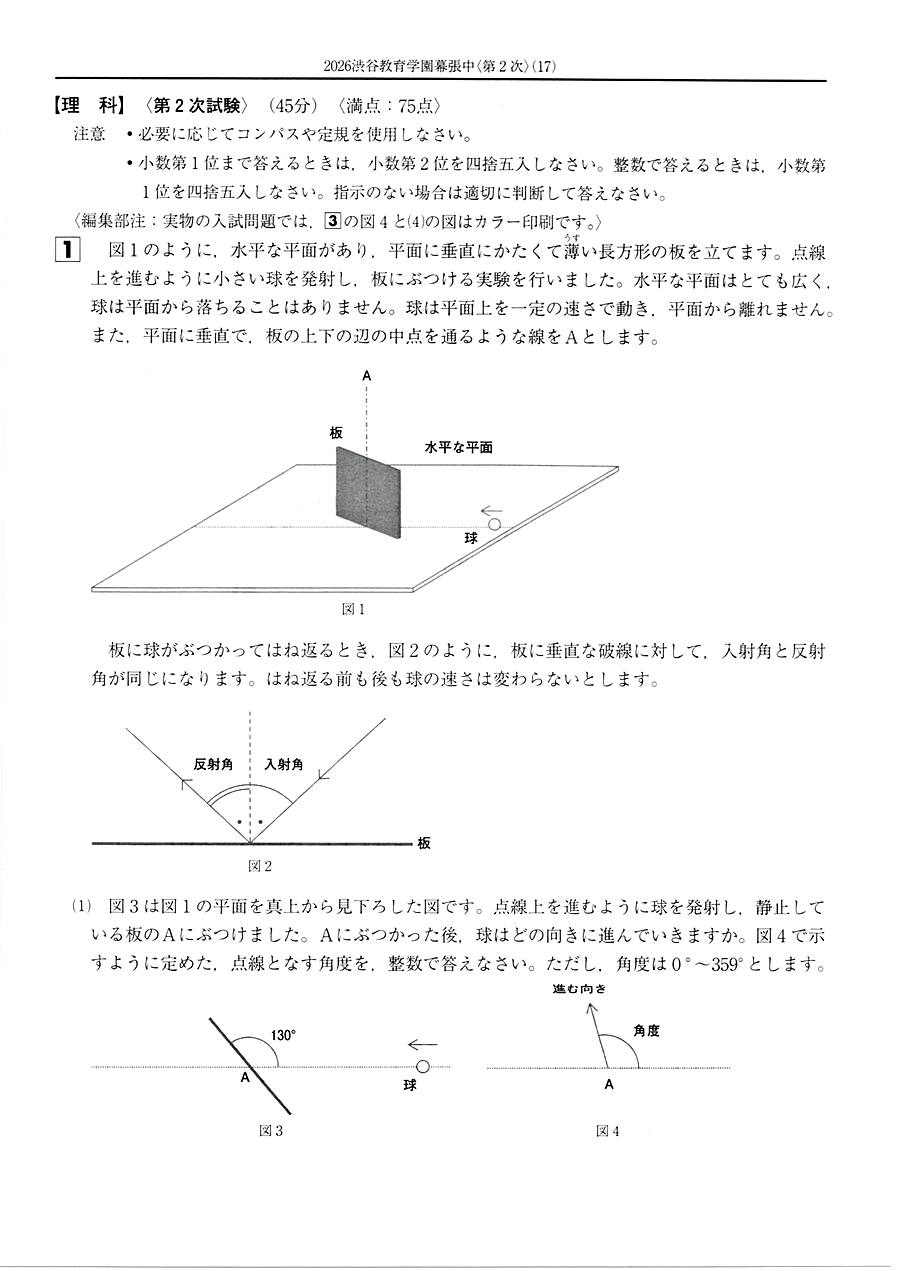 2026渋谷教育学園幕張中〈第2次〉(17)
【理　科】〈第2次試験〉（45分）〈満点：75点〉
注意　・必要に応じてコンパスや定規を使用しなさい。
・小数第1位まで答えるときは，小数第2位を四捨五入しなさい。整数で答えるときは，小数第
1位を四捨五入しなさい。指示のない場合は適切に判断して答えなさい。
〈編集部注：実物の入試問題では，3の図4と(4)の図はカラー印刷です。〉
1　図1のように，水平な平面があり，平面に垂直にかたくて薄い長方形の板を立てます。点線
うす
上を進むように小さい球を発射し，板にぶつける実験を行いました。水平な平面はとても広く，
球は平面から落ちることはありません。球は平面上を一定の速さで動き，平面から離れません。
また，平面に垂直で，板の上下の辺の中点を通るような線をAとします。
A
板
水平な平面
球
図1
板に球がぶつかってはね返るとき，図2のように，板に垂直な破線に対して，入射角と反射
角が同じになります。はね返る前も後も球の速さは変わらないとします。
反射角　入射角
板
図2
(1)　図3は図1の平面を真上から見下ろした図です。点線上を進むように球を発射し，静止して
いる板のAにぶつけました。Aにぶつかった後，球はどの向きに進んでいきますか。図4で示
すように定めた，点線となす角度を，整数で答えなさい。ただし，角度は0°～359°とします。
130°
A
球
図3
進む向き
角度
A
図4